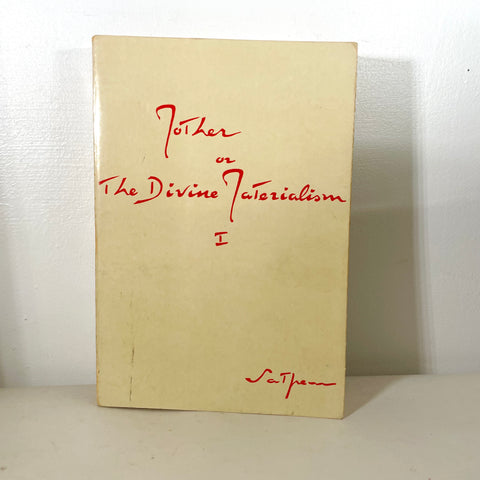 Mother
or
The Divine Materialism
I
Satprem